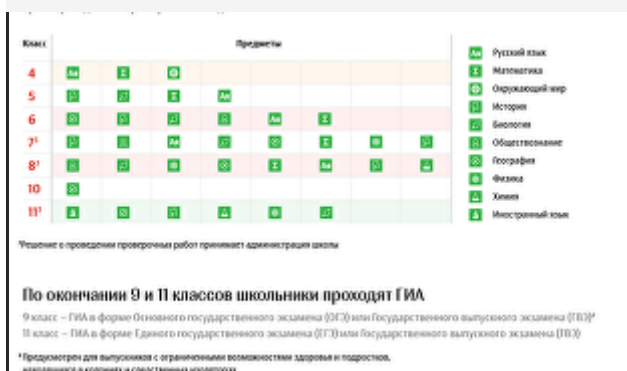 Класс Предметы
4
5
6
7¹
8¹
10
11¹
Русский язык
Математика
Окружающий мир
История
Биология
Обществознание
География
Физика
Химия
Иностранный язык
¹Решение о проведении проверочных работ принимает администрация школы
По окончании 9 и 11 классов школьники проходят ГИА
9 класс – ГИА в форме Основного государственного экзамена (ОГЭ) или Государственного выпускного экзамена (ГВЭ)*
11 класс – ГИА в форме Единого государственного экзамена (ЕГЭ) или Государственного выпускного экзамена (ГВЭ)
*Предусмотрен для выпускников с ограниченными возможностями здоровья и подростков,